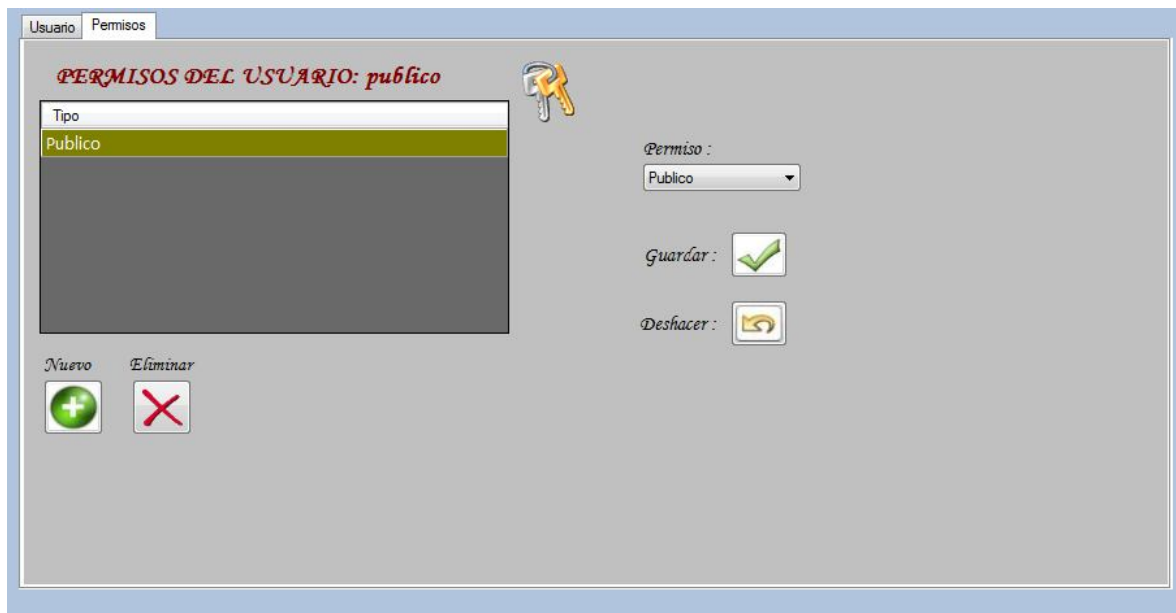 Usuario Permisos
PERMISOS DEL USUARIO: publico
Tipo
Publico
Permiso :
Publico
Guardar :
Deshacer :
Nuevo Eliminar